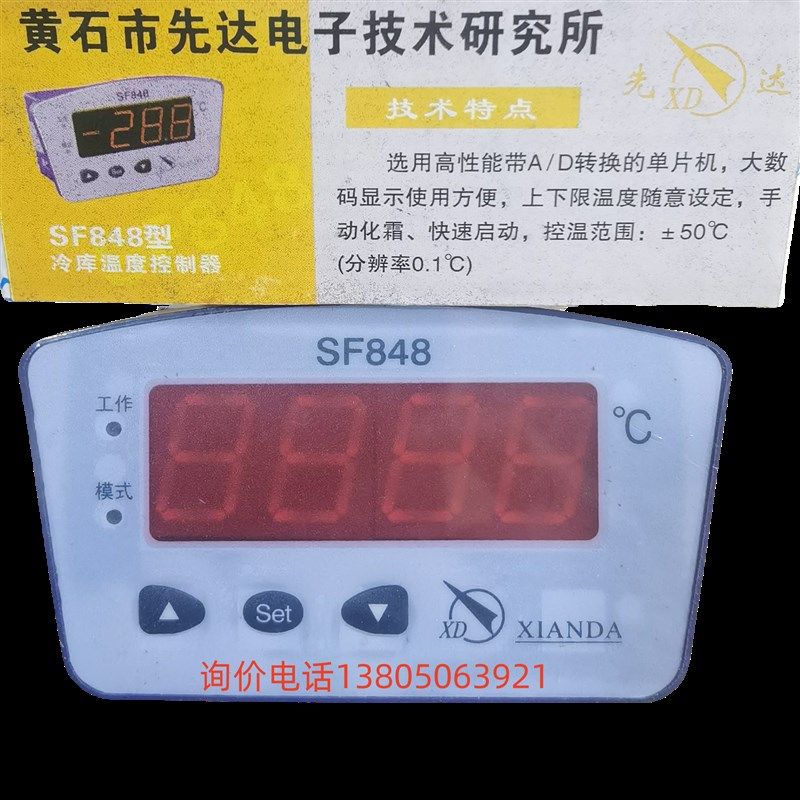 黄石市先达电子技术研究所
先 XD 达
SF848
-28.8 °C
Set
技术特点
选用高性能带A/D转换的单片机，大数
码显示使用方便，上下限温度随意设定，手
动化霜、快速启动，控温范围：±50℃
(分辨率0.1℃)
SF848型
冷库温度控制器
SF848
工作
模式
℃
Set
XD XIANDA
询价电话13805063921